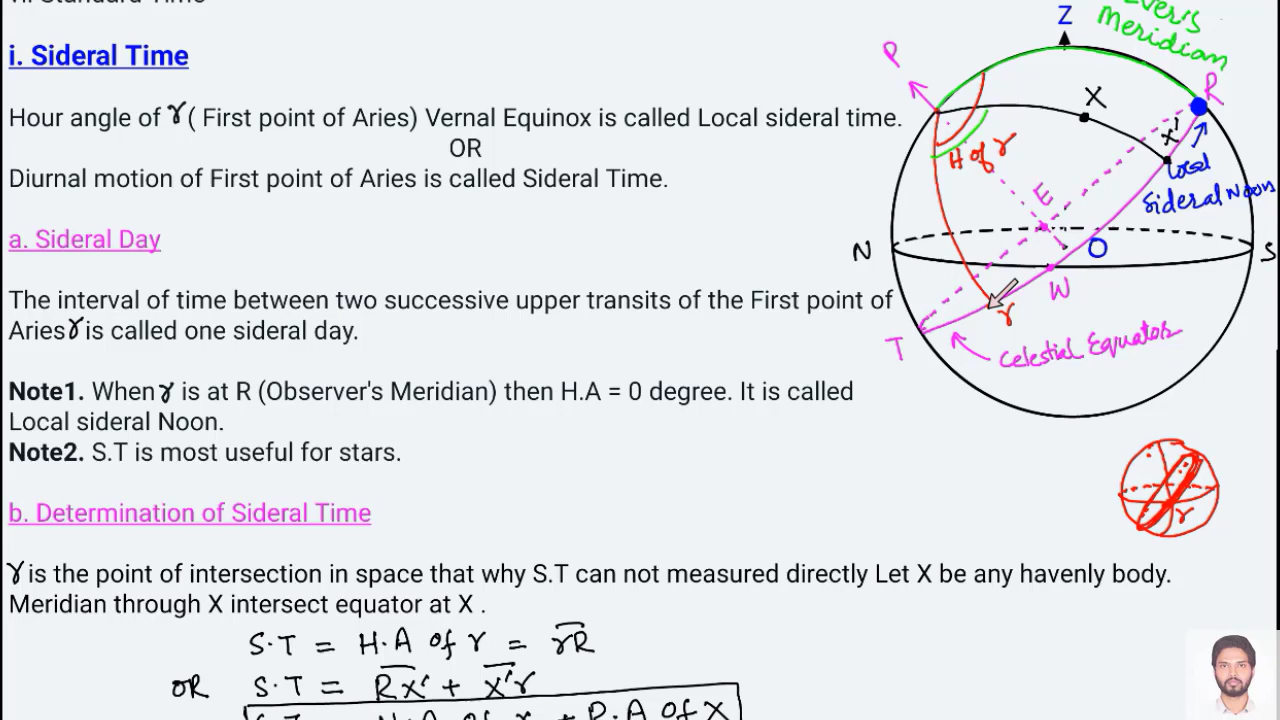 i. Sideral Time
Hour angle of ♈( First point of Aries) Vernal Equinox is called Local sideral time.
OR
Diurnal motion of First point of Aries is called Sideral Time.
a. Sideral Day
The interval of time between two successive upper transits of the First point of
Aries♈is called one sideral day.
Note1. When♈ is at R (Observer's Meridian) then H.A = 0 degree. It is called
Local sideral Noon.
Note2. S.T is most useful for stars.
b. Determination of Sideral Time
♈is the point of intersection in space that why S.T can not measured directly Let X be any havenly body.
Meridian through X intersect equator at X .
S.T = H.A of γ = γR
OR S.T = RX' + X'γ
+ R.A of X
Meridian
Z
P
R
X
X'
H of γ
Local
Sideral Noon
E
N
O
S
W
γ
T
Celestial Equator
γ